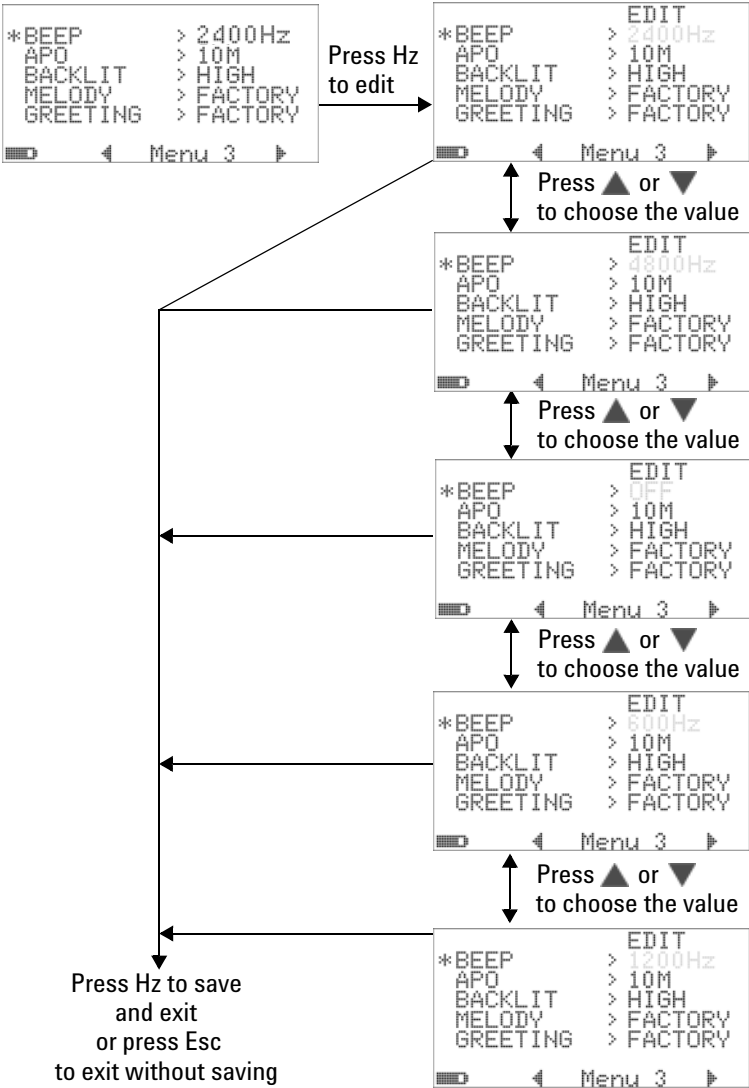 *BEEP > 2400Hz
APO > 10M
BACKLIT > HIGH
MELODY > FACTORY
GREETING > FACTORY
Menu 3
Press Hz
to edit
EDIT
*BEEP > 2400Hz
APO > 10M
BACKLIT > HIGH
MELODY > FACTORY
GREETING > FACTORY
Menu 3
Press ▲ or ▼
to choose the value
EDIT
*BEEP > 4800Hz
APO > 10M
BACKLIT > HIGH
MELODY > FACTORY
GREETING > FACTORY
Menu 3
Press ▲ or ▼
to choose the value
EDIT
*BEEP > OFF
APO > 10M
BACKLIT > HIGH
MELODY > FACTORY
GREETING > FACTORY
Menu 3
Press ▲ or ▼
to choose the value
EDIT
*BEEP > 600Hz
APO > 10M
BACKLIT > HIGH
MELODY > FACTORY
GREETING > FACTORY
Menu 3
Press ▲ or ▼
to choose the value
EDIT
*BEEP > 1200Hz
APO > 10M
BACKLIT > HIGH
MELODY > FACTORY
GREETING > FACTORY
Menu 3
Press Hz to save
and exit
or press Esc
to exit without saving